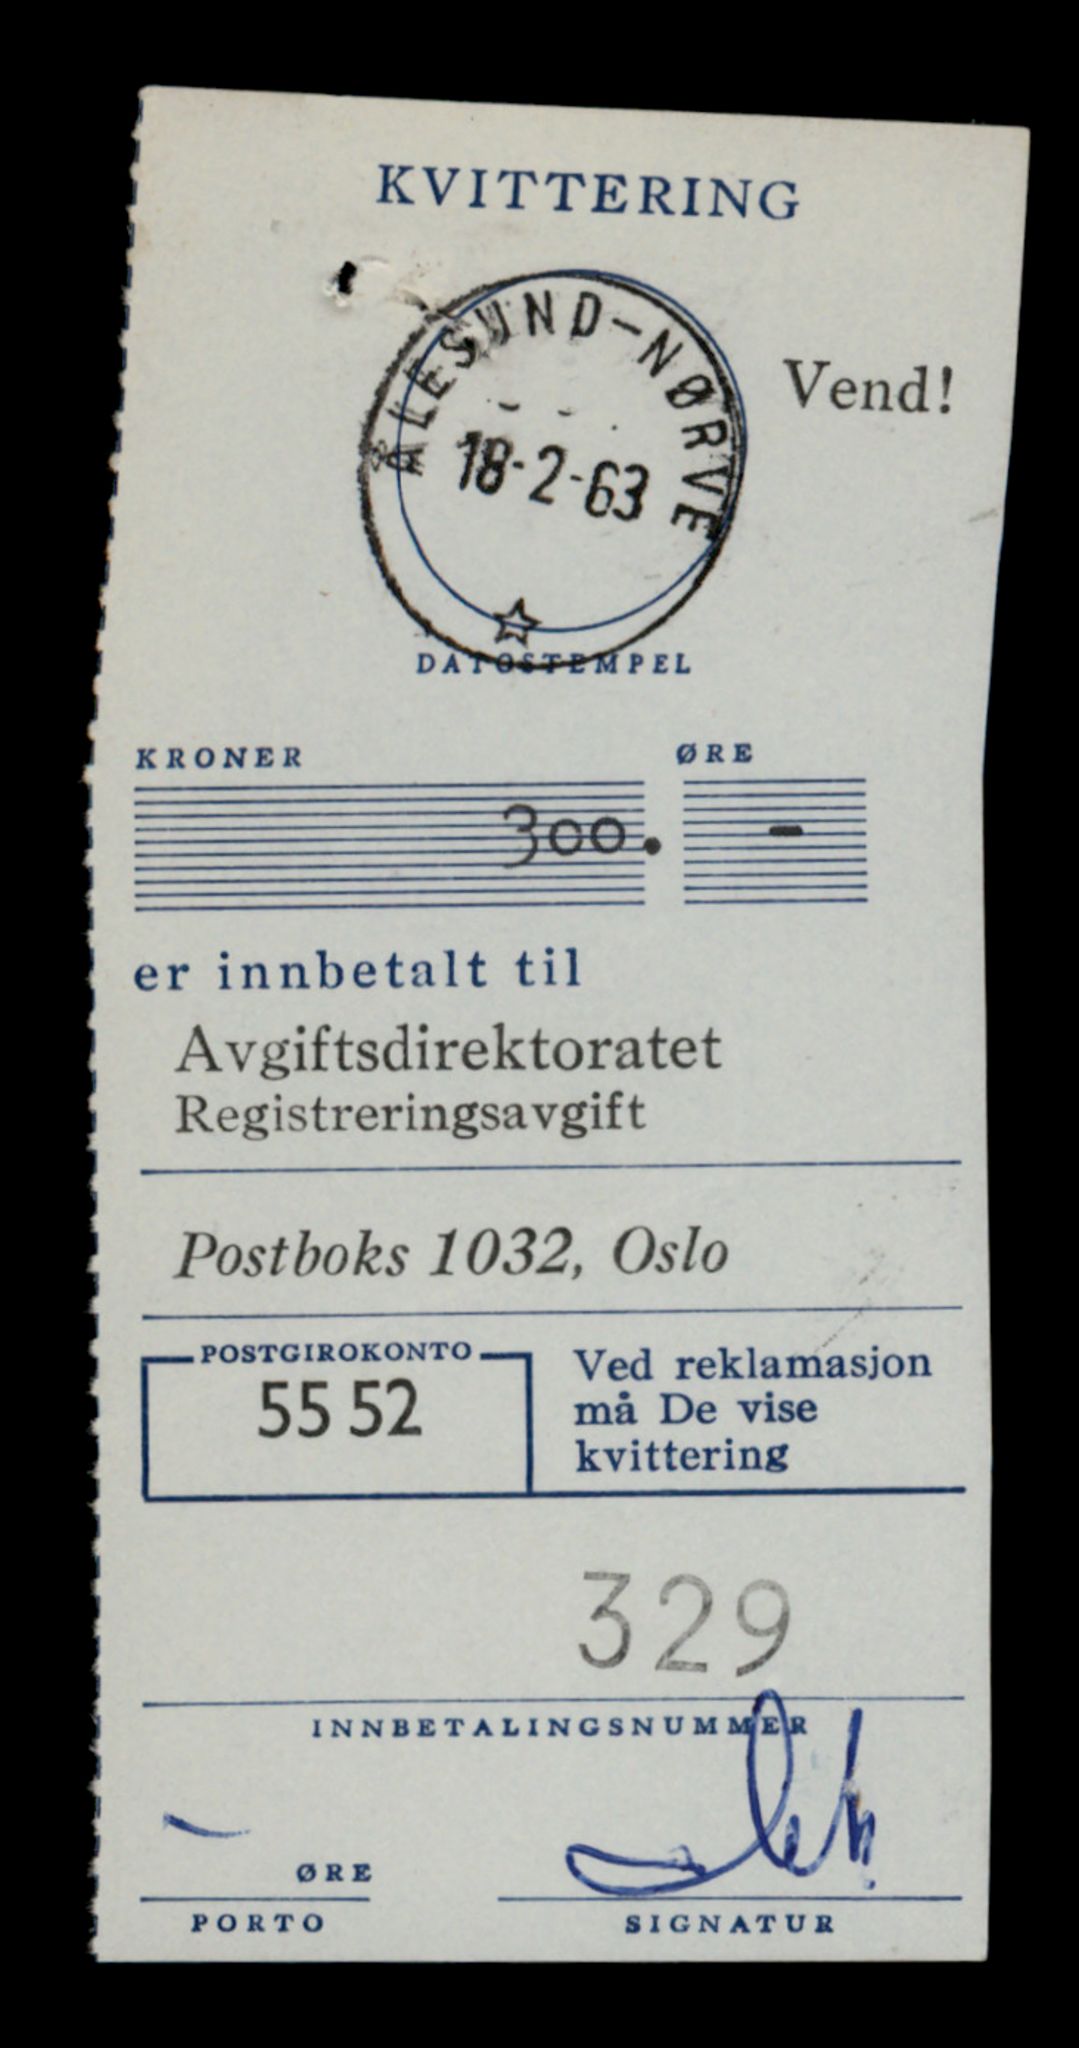 KVITTERING
ÅLESUND-NØRVE
18-2-63
Vend!
DATOSTEMPEL
KRONER ØRE
300. -
er innbetalt til
Avgiftsdirektoratet
Registreringsavgift
Postboks 1032, Oslo
POSTGIROKONTO
55 52
Ved reklamasjon
må De vise
kvittering
329
INNBETALINGSNUMMER
-
ØRE
PORTO
SIGNATUR